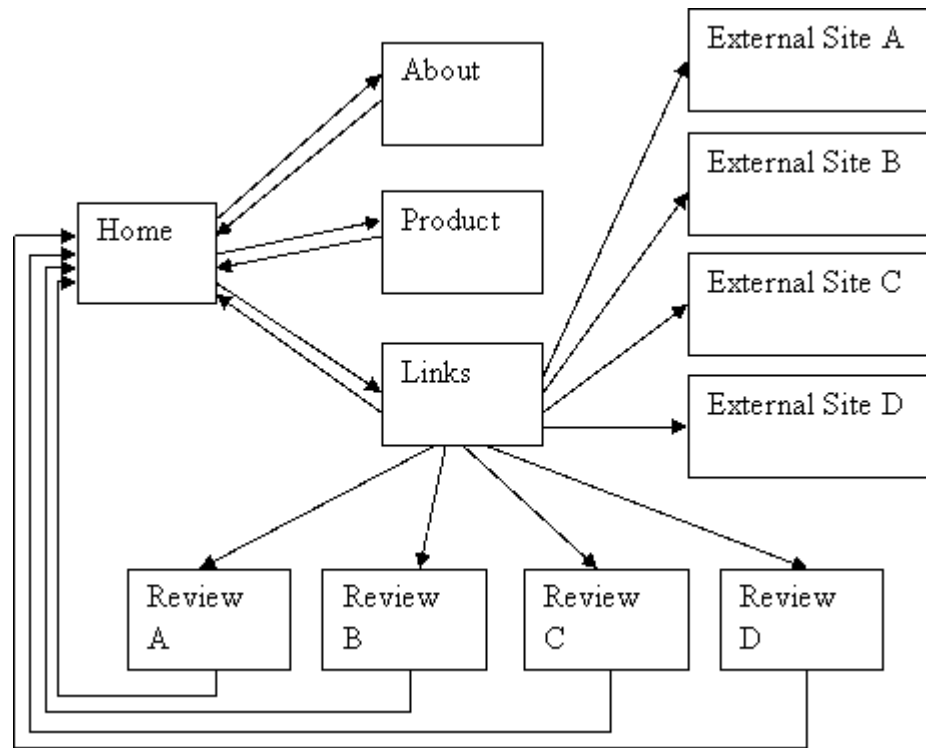 External Site A
About
External Site B
Home
Product
External Site C
Links
External Site D
Review
A
Review
B
Review
C
Review
D